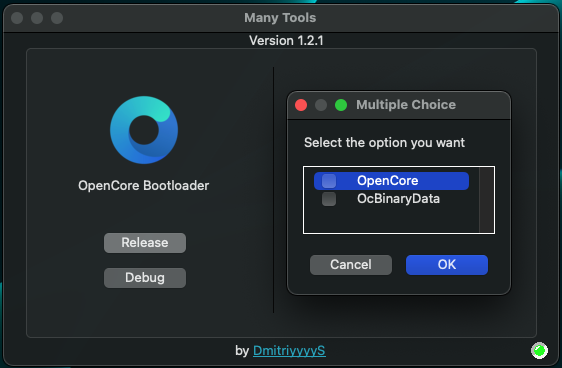 Many Tools
Version 1.2.1
OpenCore Bootloader
Release
Debug
Multiple Choice
Select the option you want
OpenCore
OcBinaryData
Cancel
OK
by DmitriyyyyS